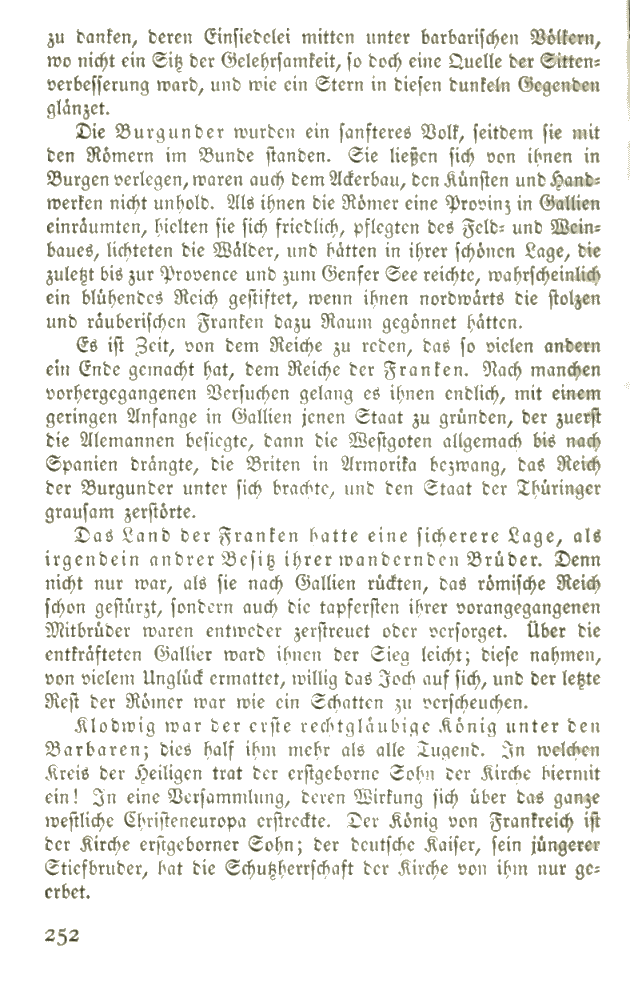 zu danken, deren Einsiedelei mitten unter barbarischen Völkern,
wo nicht ein Sitz der Gelehrsamkeit, so doch eine Quelle der Sitten-
verbesserung ward, und wie ein Stern in diesen dunkeln Gegenden
glänzet.
Die Burgunder wurden ein sanfteres Volk, seitdem sie mit
den Römern im Bunde standen. Sie ließen sich von ihnen in
Burgen verlegen, waren auch dem Ackerbau, den Künsten und Hand-
werken nicht unhold. Als ihnen die Römer eine Provinz in Gallien
einräumten, hielten sie sich friedlich, pflegten des Feld- und Wein-
baues, lichteten die Wälder, und hätten in ihrer schönen Lage, die
zuletzt bis zur Provence und zum Genfer See reichte, wahrscheinlich
ein blühendes Reich gestiftet, wenn ihnen nordwärts die stolzen
und räuberischen Franken dazu Raum gegönnet hätten.
Es ist Zeit, von dem Reiche zu reden, das so vielen andern
ein Ende gemacht hat, dem Reiche der Franken. Nach manchen
vorhergegangenen Versuchen gelang es ihnen endlich, mit einem
geringen Anfange in Gallien jenen Staat zu gründen, der zuerst
die Alemannen besiegte, dann die Westgoten allgemach bis nach
Spanien drängte, die Briten in Armorika bezwang, das Reich
der Burgunder unter sich brachte, und den Staat der Thüringer
grausam zerstörte.
Das Land der Franken hatte eine sicherere Lage, als
irgendein andrer Besitz ihrer wandernden Brüder. Denn
nicht nur war, als sie nach Gallien rückten, das römische Reich
schon gestürzt, sondern auch die tapfersten ihrer vorangegangenen
Mitbrüder waren entweder zerstreuet oder versorget. Über die
entkräfteten Gallier ward ihnen der Sieg leicht; diese nahmen,
von vielem Unglück ermattet, willig das Joch auf sich, und der letzte
Rest der Römer war wie ein Schatten zu verscheuchen.
Klodwig war der erste rechtgläubige König unter den
Barbaren; dies half ihm mehr als alle Tugend. In welchen
Kreis der Heiligen trat der erstgeborne Sohn der Kirche hiermit
ein! In eine Versammlung, deren Wirkung sich über das ganze
westliche Christeneuropa erstreckte. Der König von Frankreich ist
der Kirche erstgeborner Sohn; der deutsche Kaiser, sein jüngerer
Stiefbruder, hat die Schutzherrschaft der Kirche von ihm nur ge-
erbet.
252